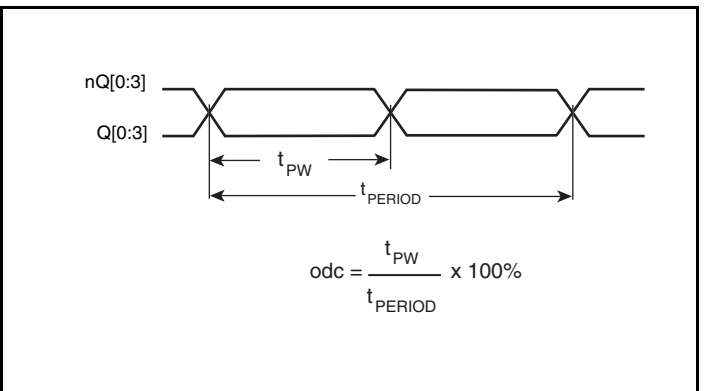 nQ[0:3]
Q[0:3]
tPW
tPERIOD
odc = tPW / tPERIOD x 100%